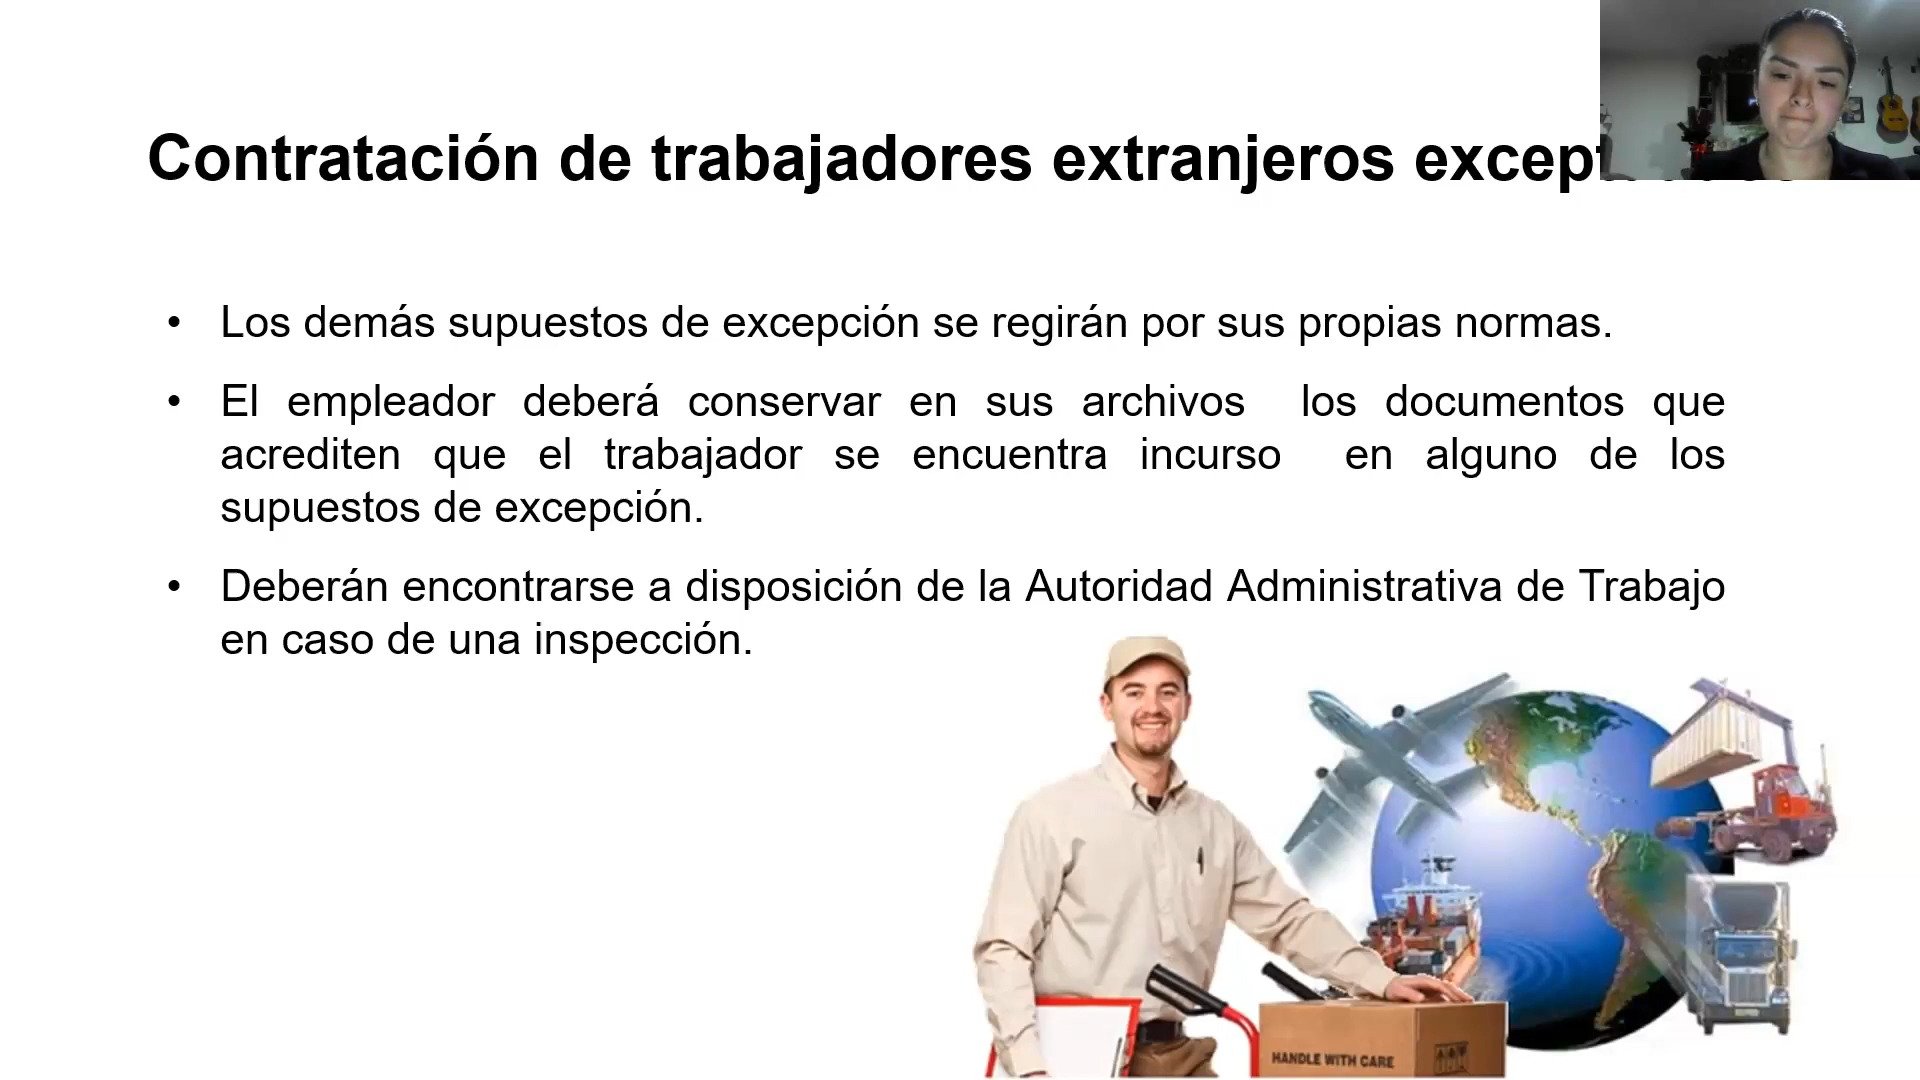 Contratación de trabajadores extranjeros
• Los demás supuestos de excepción se regirán por sus propias normas.
• El empleador deberá conservar en sus archivos los documentos que
acrediten que el trabajador se encuentra incurso en alguno de los
supuestos de excepción.
• Deberán encontrarse a disposición de la Autoridad Administrativa de Trabajo
en caso de una inspección.
HANDLE WITH CARE